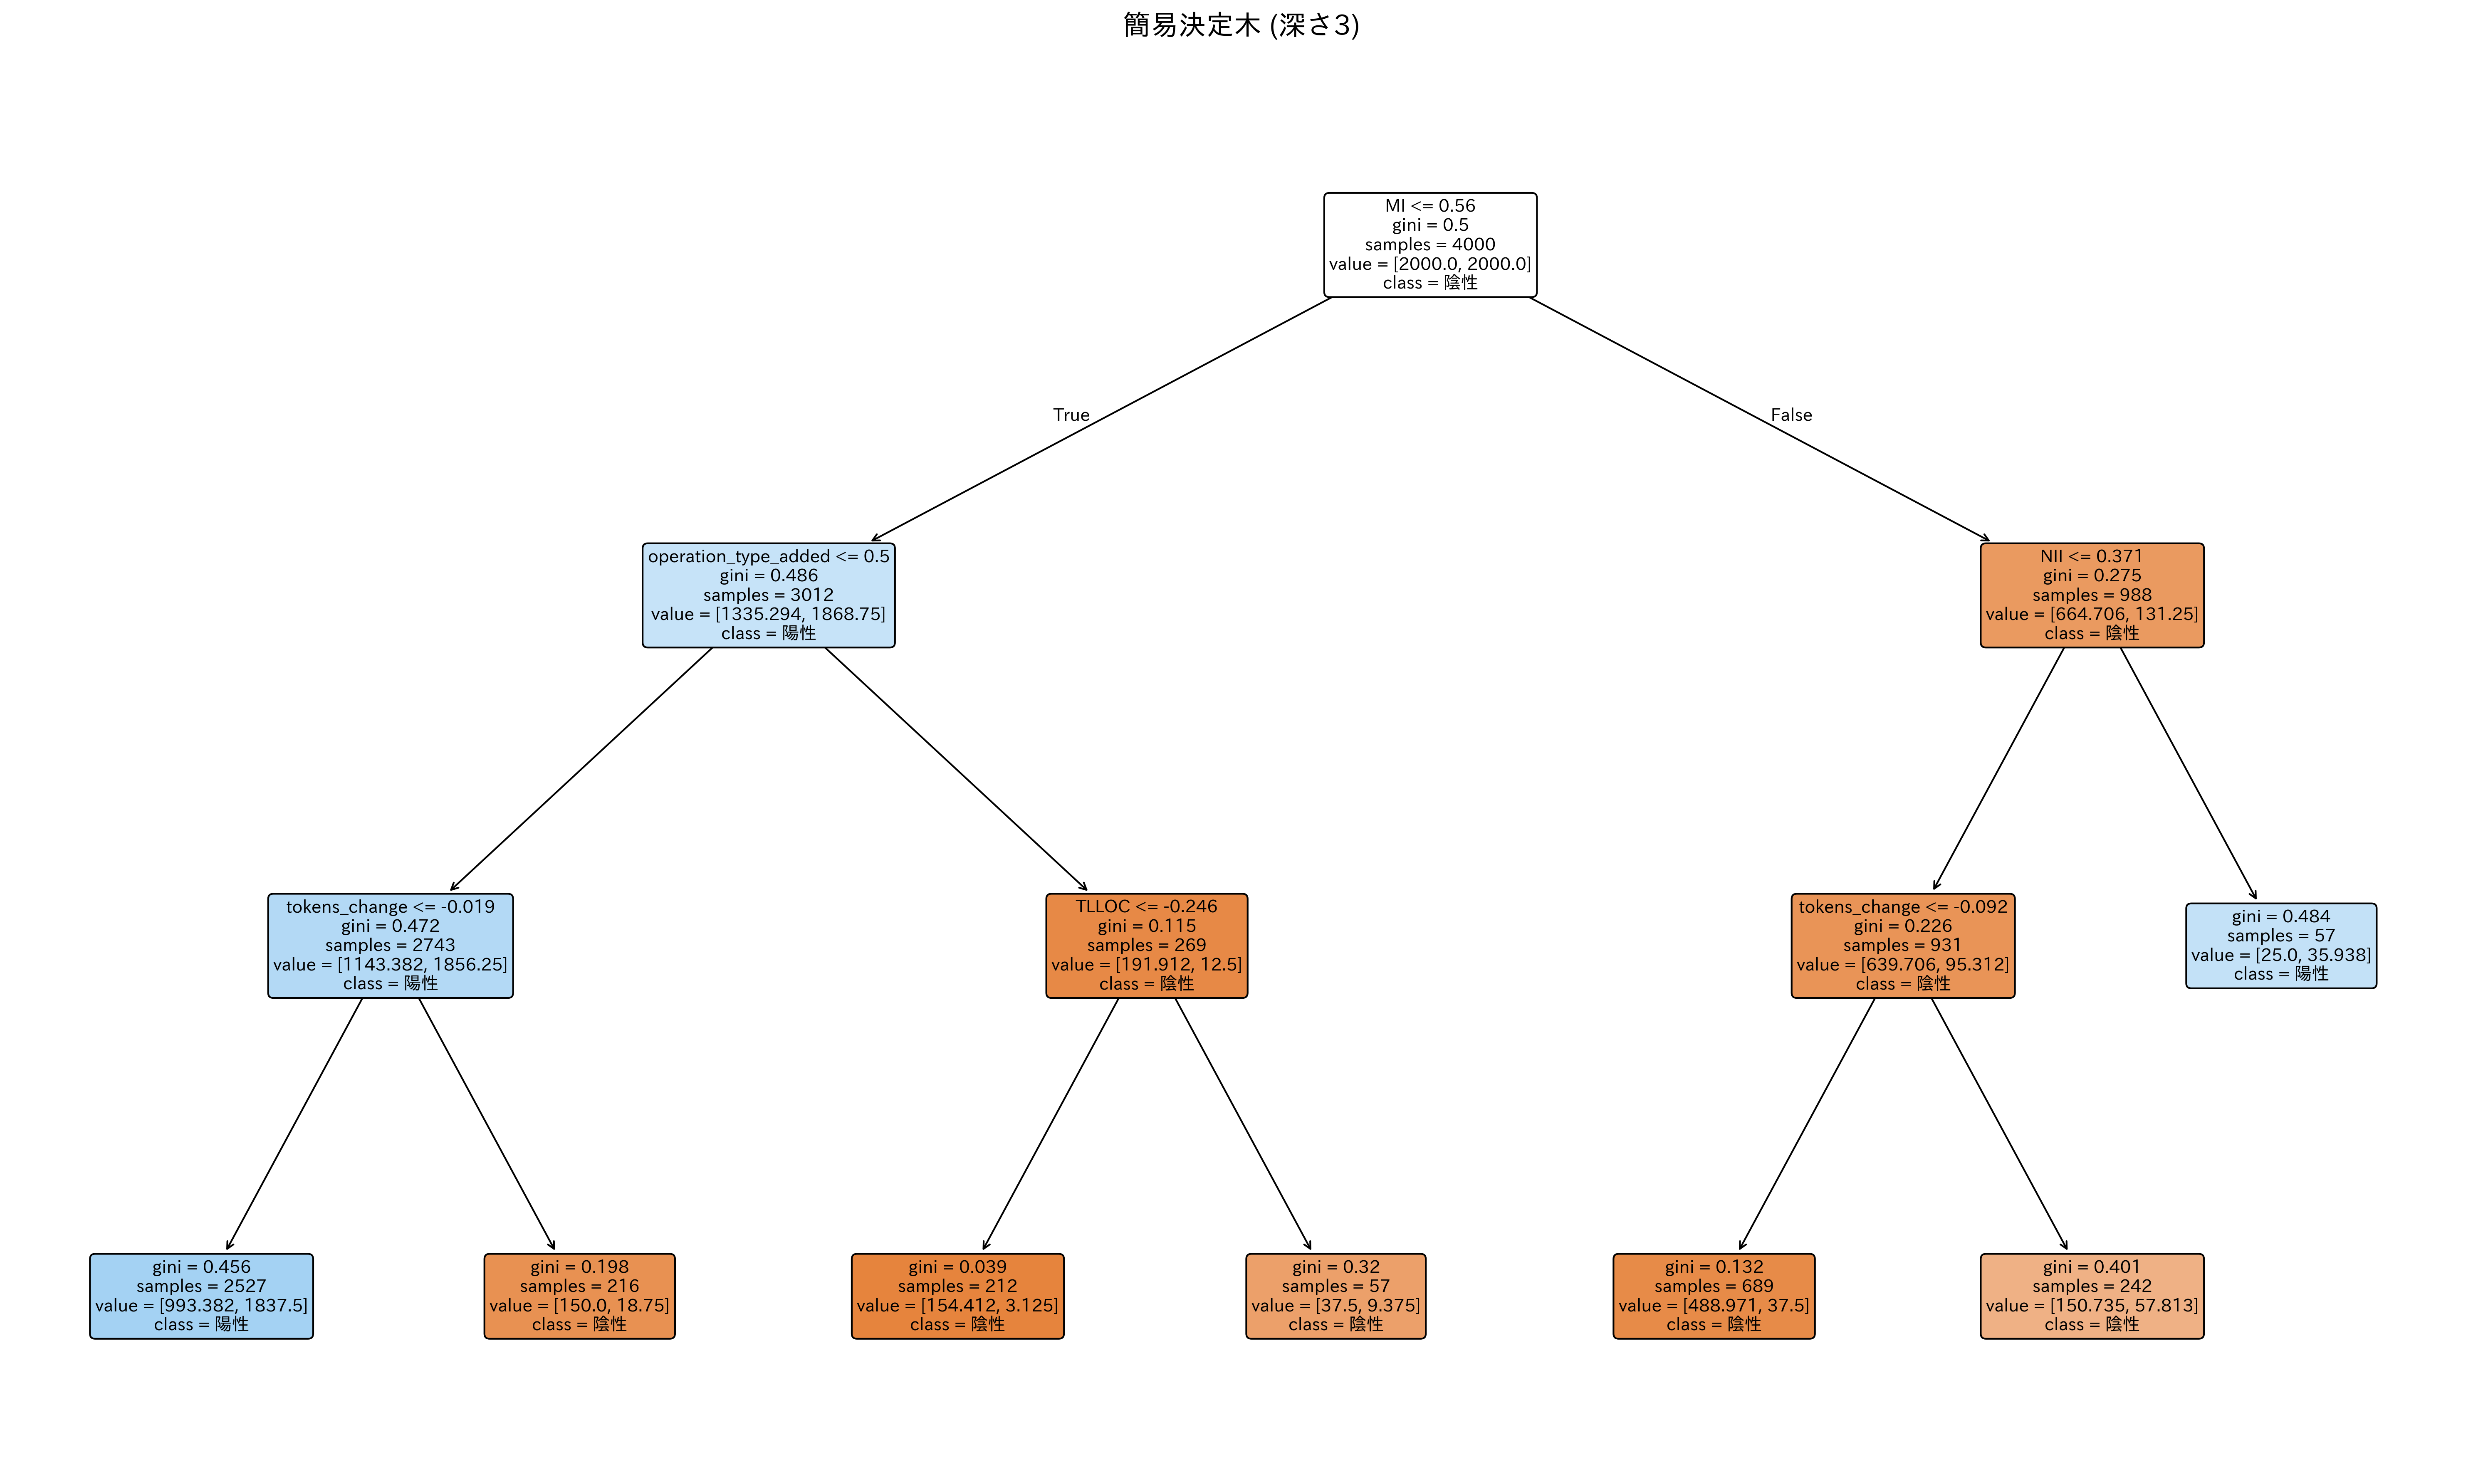 簡易決定木 (深さ3)
MI <= 0.56
gini = 0.5
samples = 4000
value = [2000.0, 2000.0]
class = 陰性
True
False
operation_type_added <= 0.5
gini = 0.486
samples = 3012
value = [1335.294, 1868.75]
class = 陽性
NII <= 0.371
gini = 0.275
samples = 988
value = [664.706, 131.25]
class = 陰性
tokens_change <= -0.019
gini = 0.472
samples = 2743
value = [1143.382, 1856.25]
class = 陽性
TLLOC <= -0.246
gini = 0.115
samples = 269
value = [191.912, 12.5]
class = 陰性
tokens_change <= -0.092
gini = 0.226
samples = 931
value = [639.706, 95.312]
class = 陰性
gini = 0.484
samples = 57
value = [25.0, 35.938]
class = 陽性
gini = 0.456
samples = 2527
value = [993.382, 1837.5]
class = 陽性
gini = 0.198
samples = 216
value = [150.0, 18.75]
class = 陰性
gini = 0.039
samples = 212
value = [154.412, 3.125]
class = 陰性
gini = 0.32
samples = 57
value = [37.5, 9.375]
class = 陰性
gini = 0.132
samples = 689
value = [488.971, 37.5]
class = 陰性
gini = 0.401
samples = 242
value = [150.735, 57.813]
class = 陰性